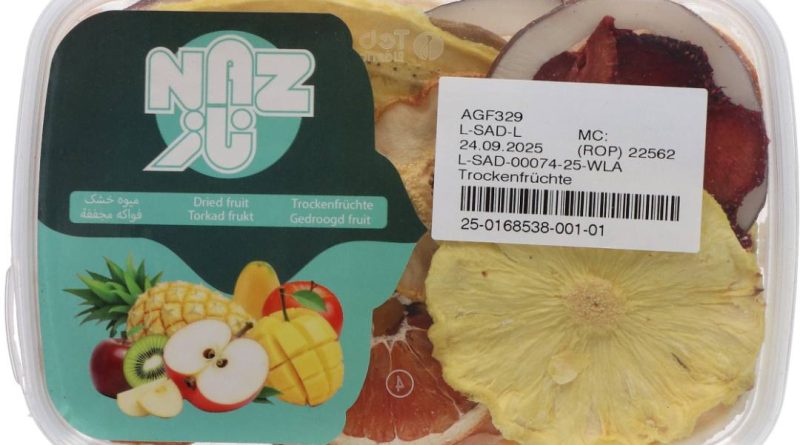 NAZ
ناز
میوه خشک
فواكه مجففة
Dried fruit
Torkad frukt
Trockenfrüchte
Gedroogd fruit
AGF329
L-SAD-L MC:
24.09.2025 (ROP) 22562
L-SAD-00074-25-WLA
Trockenfrüchte
25-0168538-001-01
4